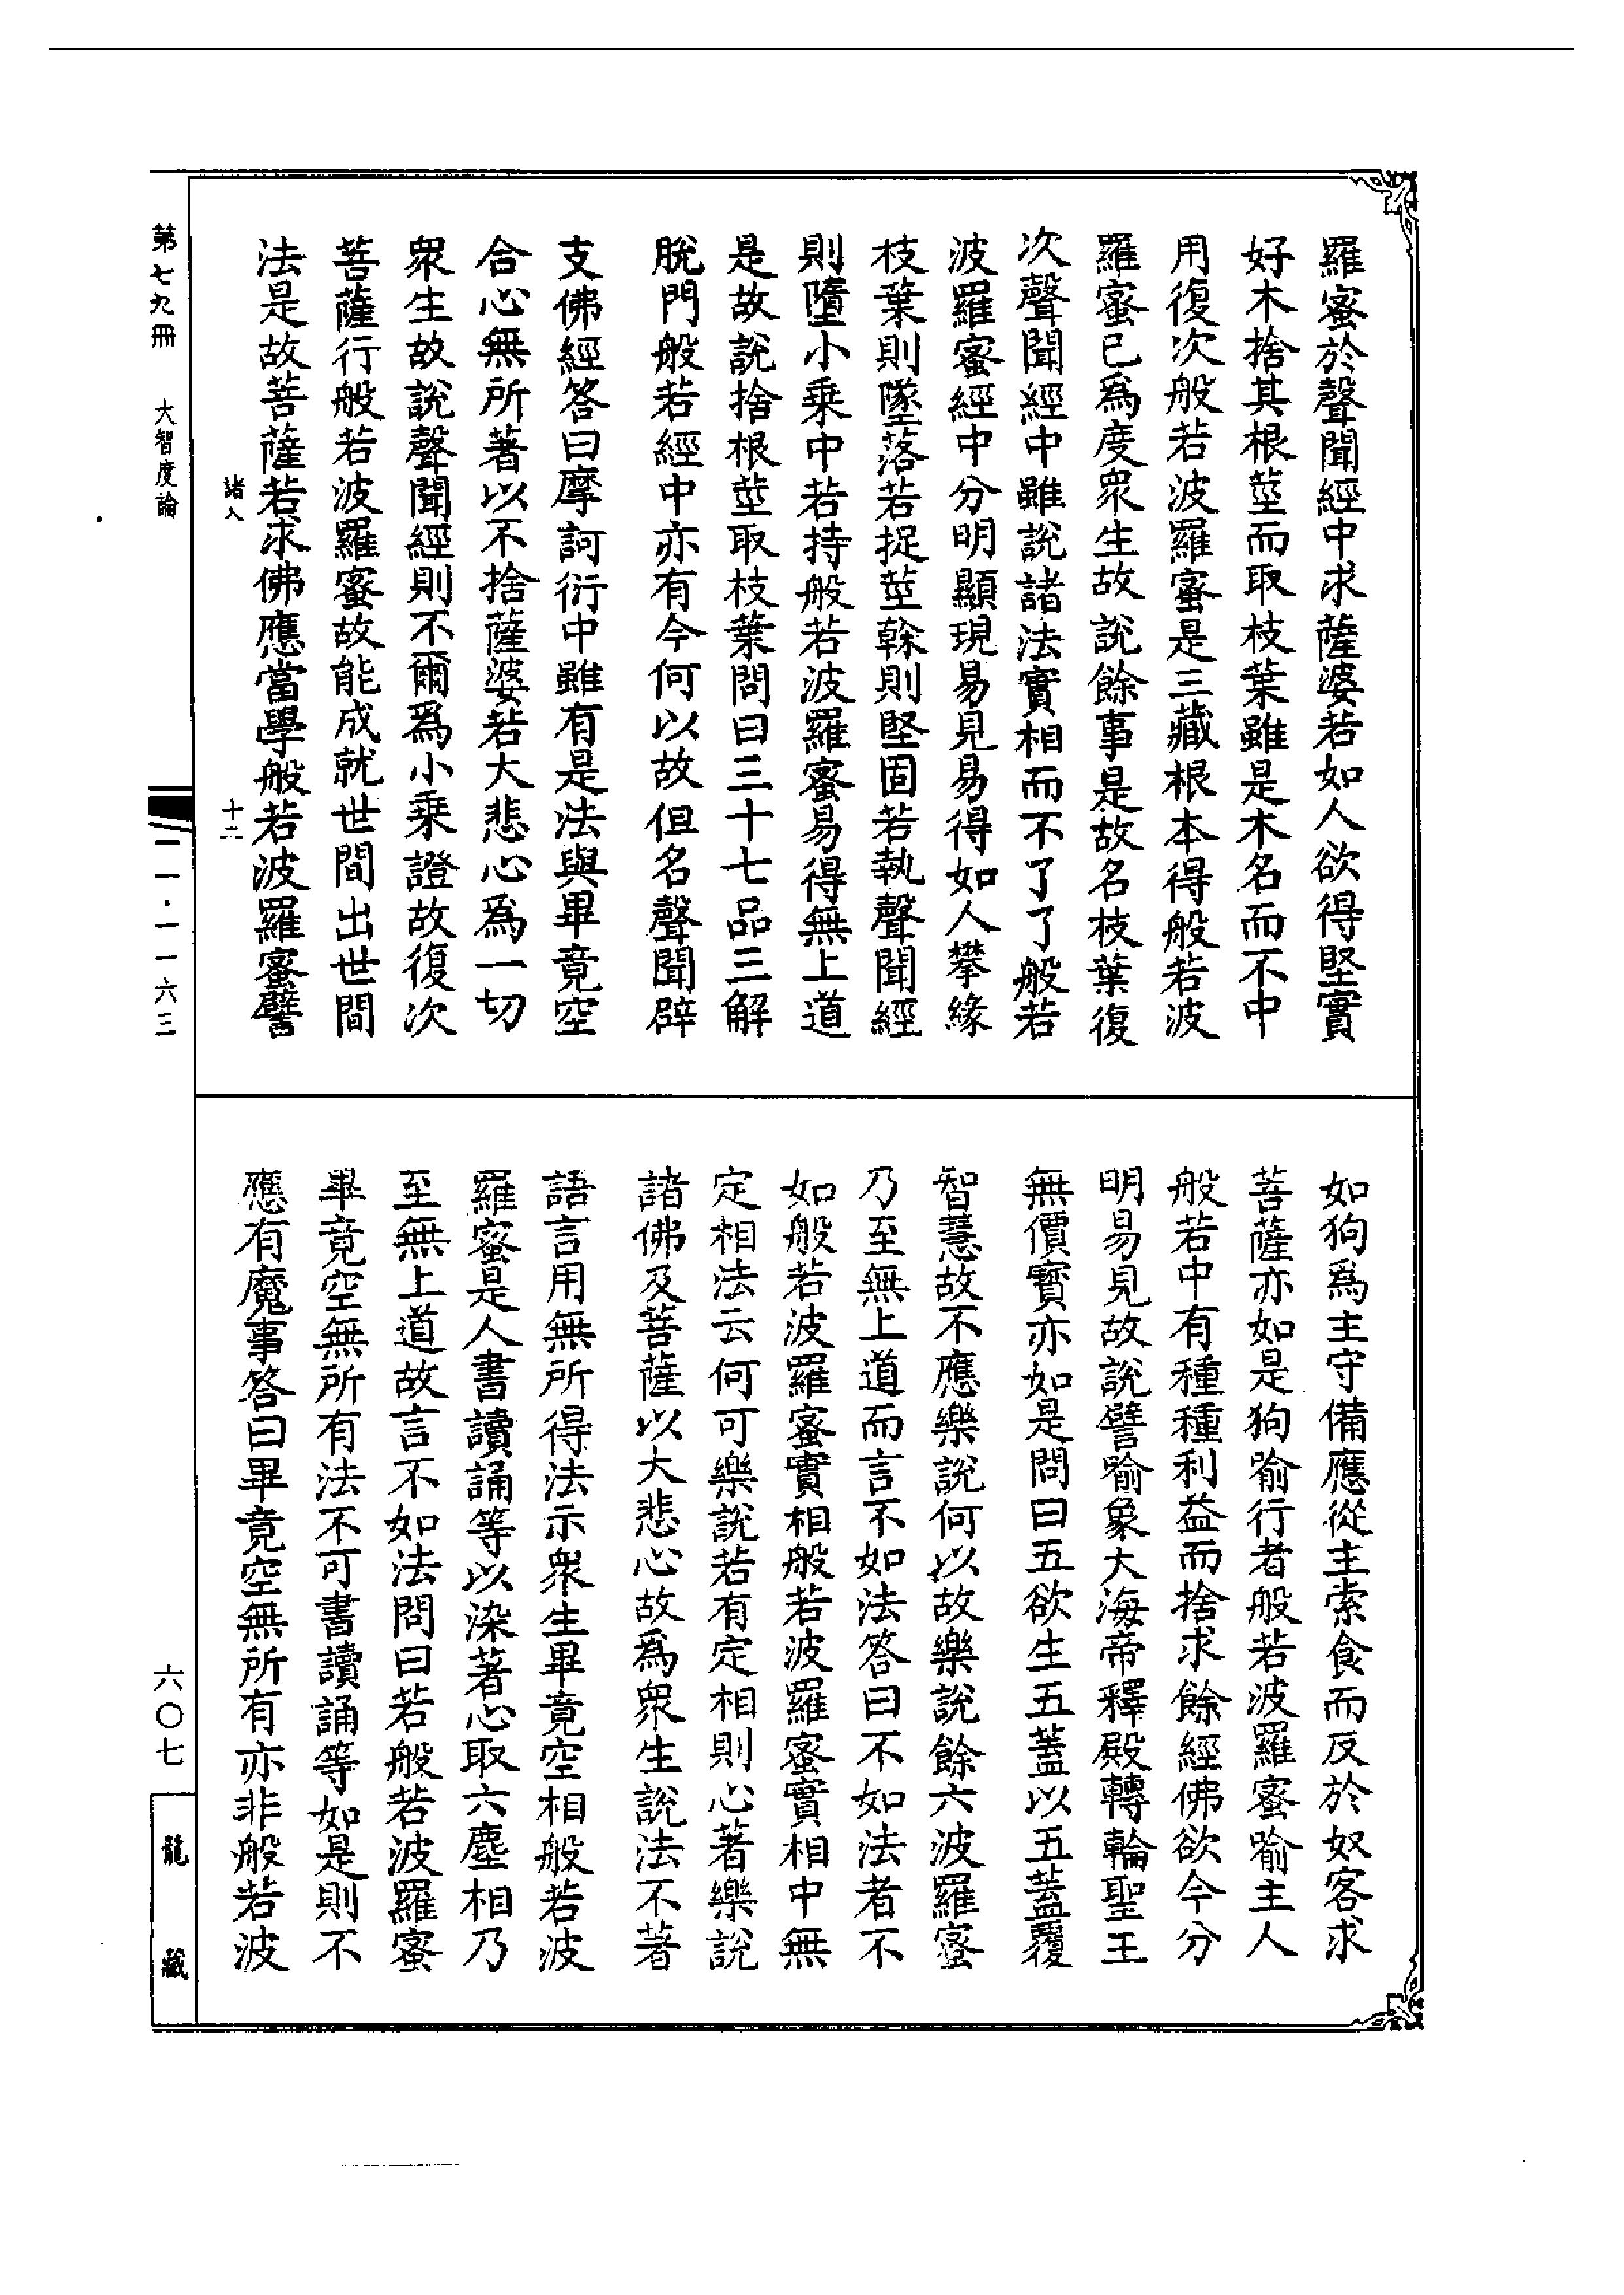 羅蜜於聲聞經中求薩婆若如人欲得堅實
好木捨其根莖而取枝葉雖是木名而不中
用復次般若波羅蜜是三藏根本得般若波
羅蜜已爲度衆生故說餘事是故名枝葉復
次聲聞經中雖說諸法實相而不了了般若
波羅蜜經中分明顯現易見易得如人攀緣
枝葉則墜落若捉莖榦則堅固若執聲聞經
則墮小乗中若持般若波羅蜜易得無上道
是故說捨根莖取枝葉問曰三十七品三解
脫門般若經中亦有今何以故但名聲聞辟
支佛經答曰摩訶衍中雖有是法與畢竟空
合心無所著以不捨薩婆若大悲心爲一切
衆生故說聲聞經則不爾爲小乗證故復次
菩薩行般若波羅蜜故能成就世間出世間
法是故菩薩若求佛應當學般若波羅蜜譬
如狗爲主守備應從主索食而反於奴客求
菩薩亦如是狗喻行者般若波羅蜜喻主人
般若中有種種利益而捨求餘經佛欲令分
明易見故說譬喻象大海帝釋殿轉輪聖王
無價寳亦如是問曰五欲生五蓋以五蓋覆
智慧故不應樂說何以故樂說餘六波羅蜜
乃至無上道而言不如法答曰不如法者不
如般若波羅蜜實相般若波羅蜜實相中無
定相法云何可樂說若有定相則心著樂說
諸佛及菩薩以大悲心故爲衆生說法不著
語言用無所得法示衆生畢竟空相般若波
羅蜜是人書讀誦等以染著心取六塵相乃
至無上道故言不如法問曰若般若波羅蜜
畢竟空無所有法不可書讀誦等如是則不
應有魔事答曰畢竟空無所有亦非般若波
第七九冊
大智度論
諸八
十二
二一·一一六三
六〇七
龍藏